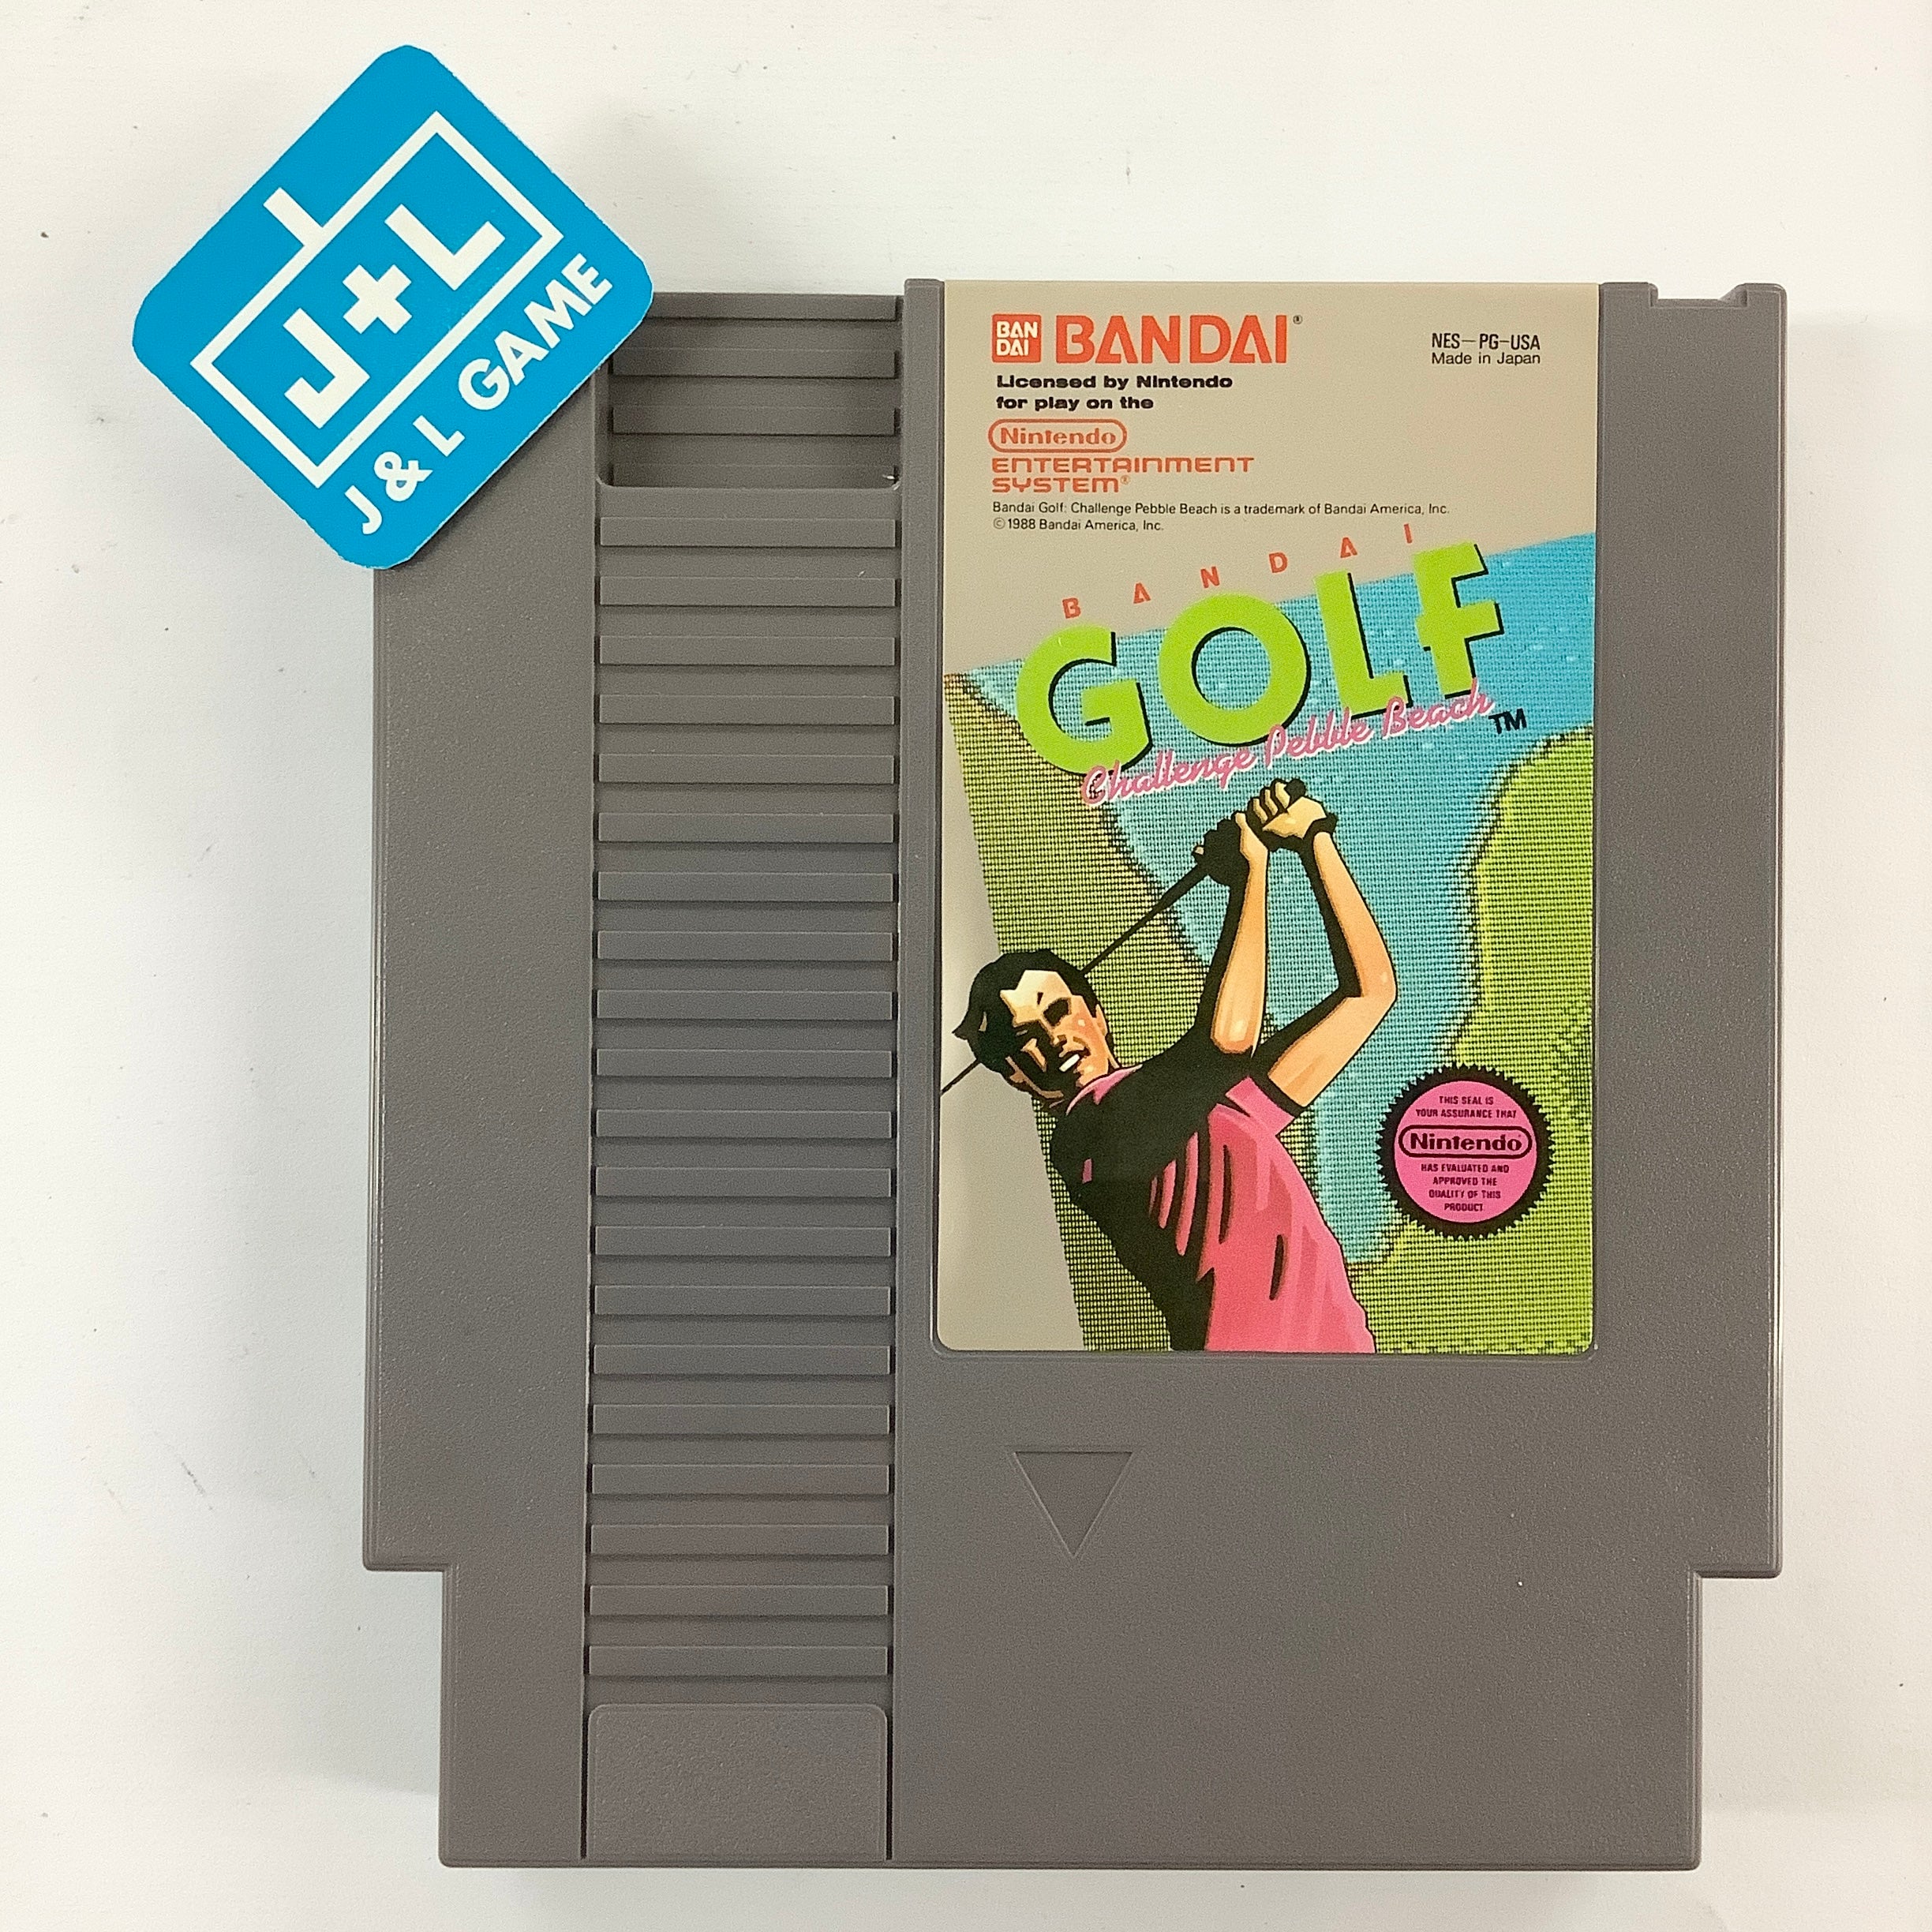 J+L
J & L GAME
BAN
DAI
BANDAI®
NES-PG-USA
Made in Japan
Licensed by Nintendo
for play on the
Nintendo
ENTERTAINMENT
SYSTEM®
Bandai Golf: Challenge Pebble Beach is a trademark of Bandai America, Inc.
© 1988 Bandai America, Inc.
BANDAI
GOLF
Challenge Pebble Beach™
THIS SEAL IS
YOUR ASSURANCE THAT
Nintendo®
HAS EVALUATED AND
APPROVED THE
QUALITY OF THIS
PRODUCT